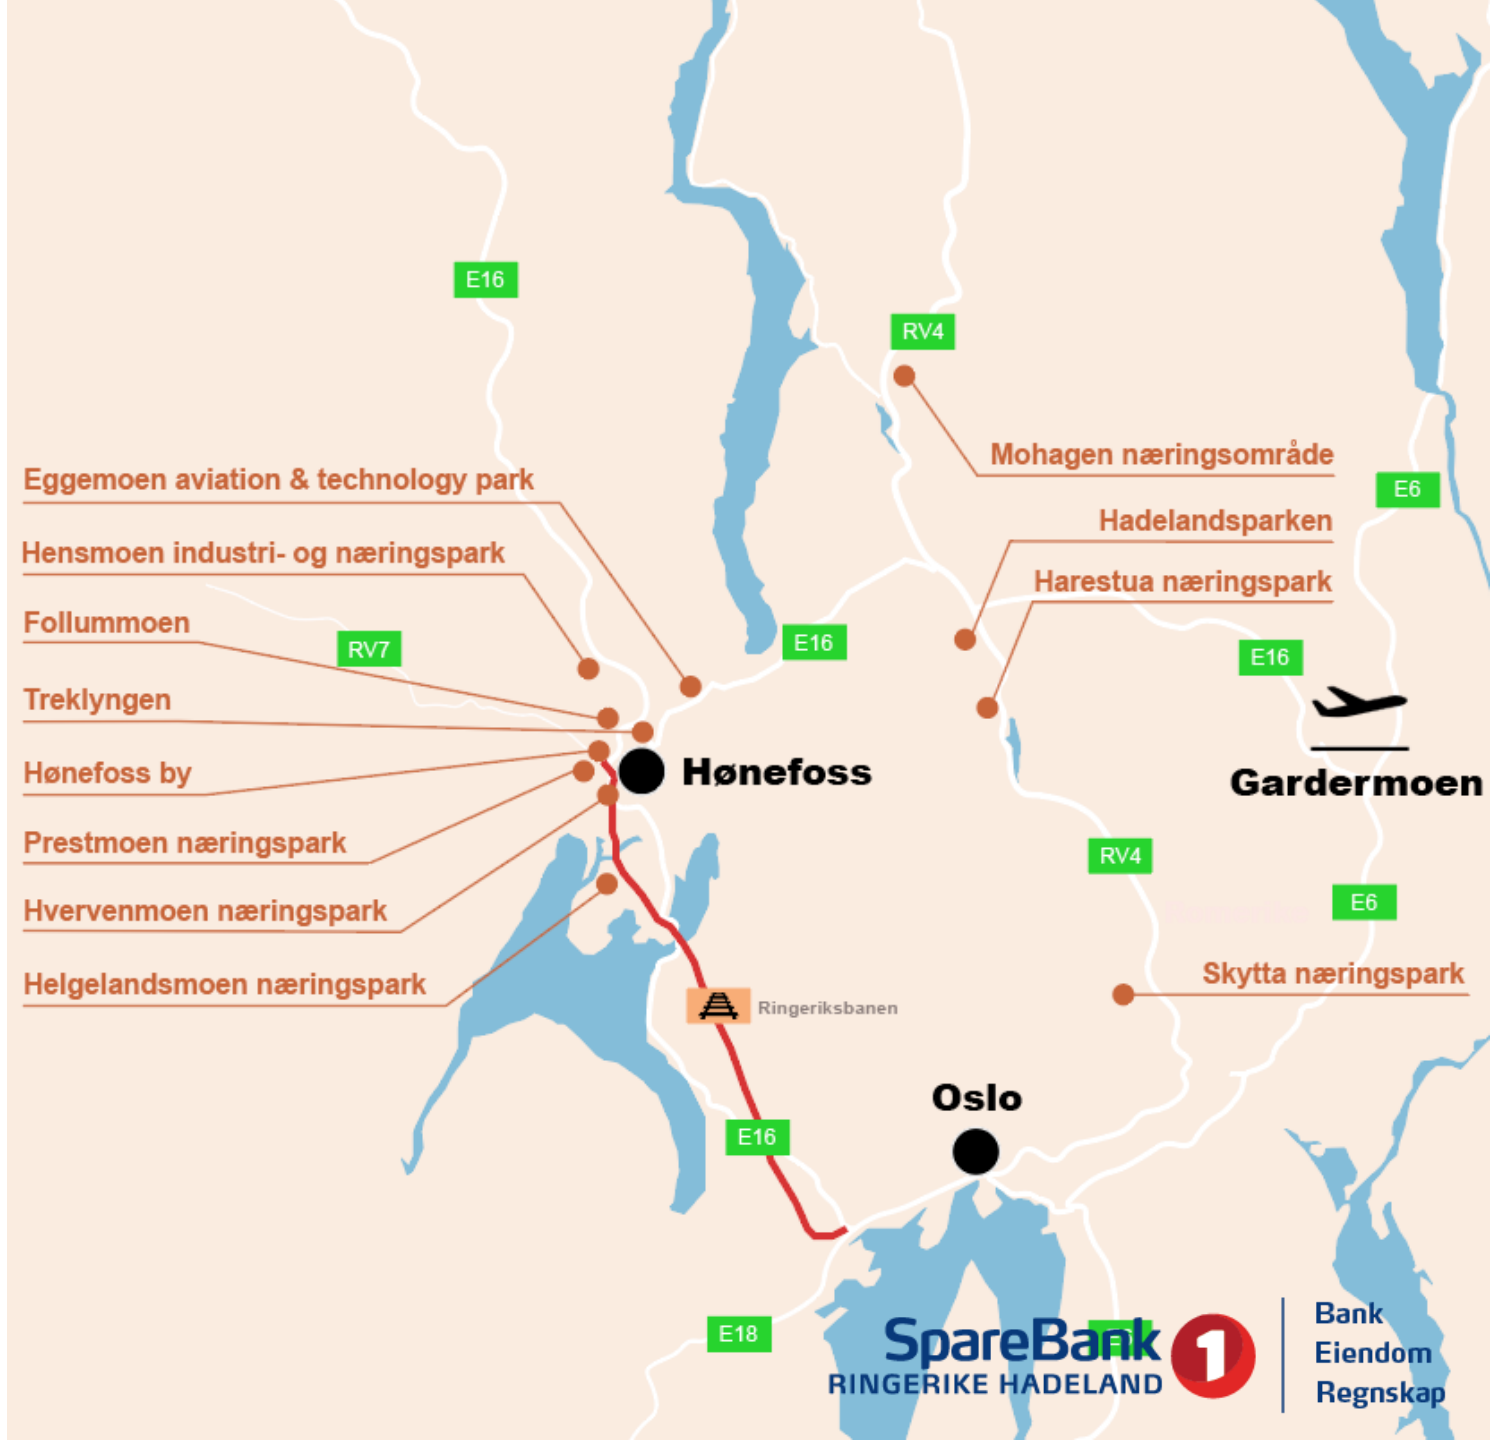 E16
RV4
Mohagen næringsområde
Eggemoen aviation & technology park
E6
Hadelandsparken
Hensmoen industri- og næringspark
Harestua næringspark
Follummoen
RV7
E16
E16
Treklyngen
Hønefoss by
Hønefoss
Gardermoen
Prestmoen næringspark
RV4
Hvervenmoen næringspark
E6
Helgelandsmoen næringspark
Skytta næringspark
Ringeriksbanen
Oslo
E16
E18
SpareBank 1
RINGERIKE HADELAND
Bank
Eiendom
Regnskap